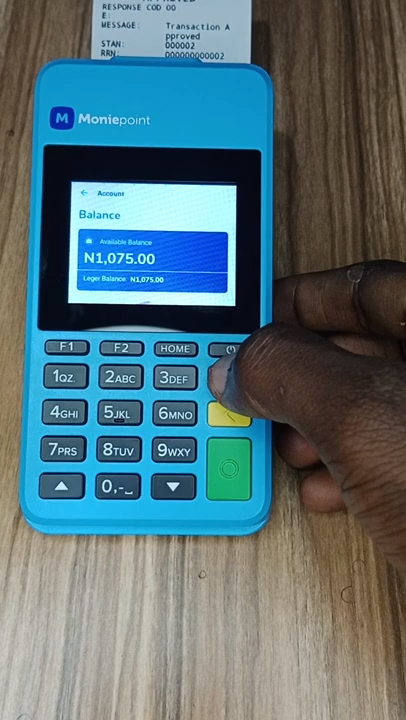 RESPONSE COD 00
E:
MESSAGE: Transaction A
pproved
STAN: 000002
RRN: 000000000002
M Moniepoint
← Account
Balance
Available Balance
N1,075.00
Leger Balance N1,075.00
F1 F2 HOME
1QZ. 2ABC 3DEF
4GHI 5JKL 6MNO
7PRS 8TUV 9WXY
0,-⎵